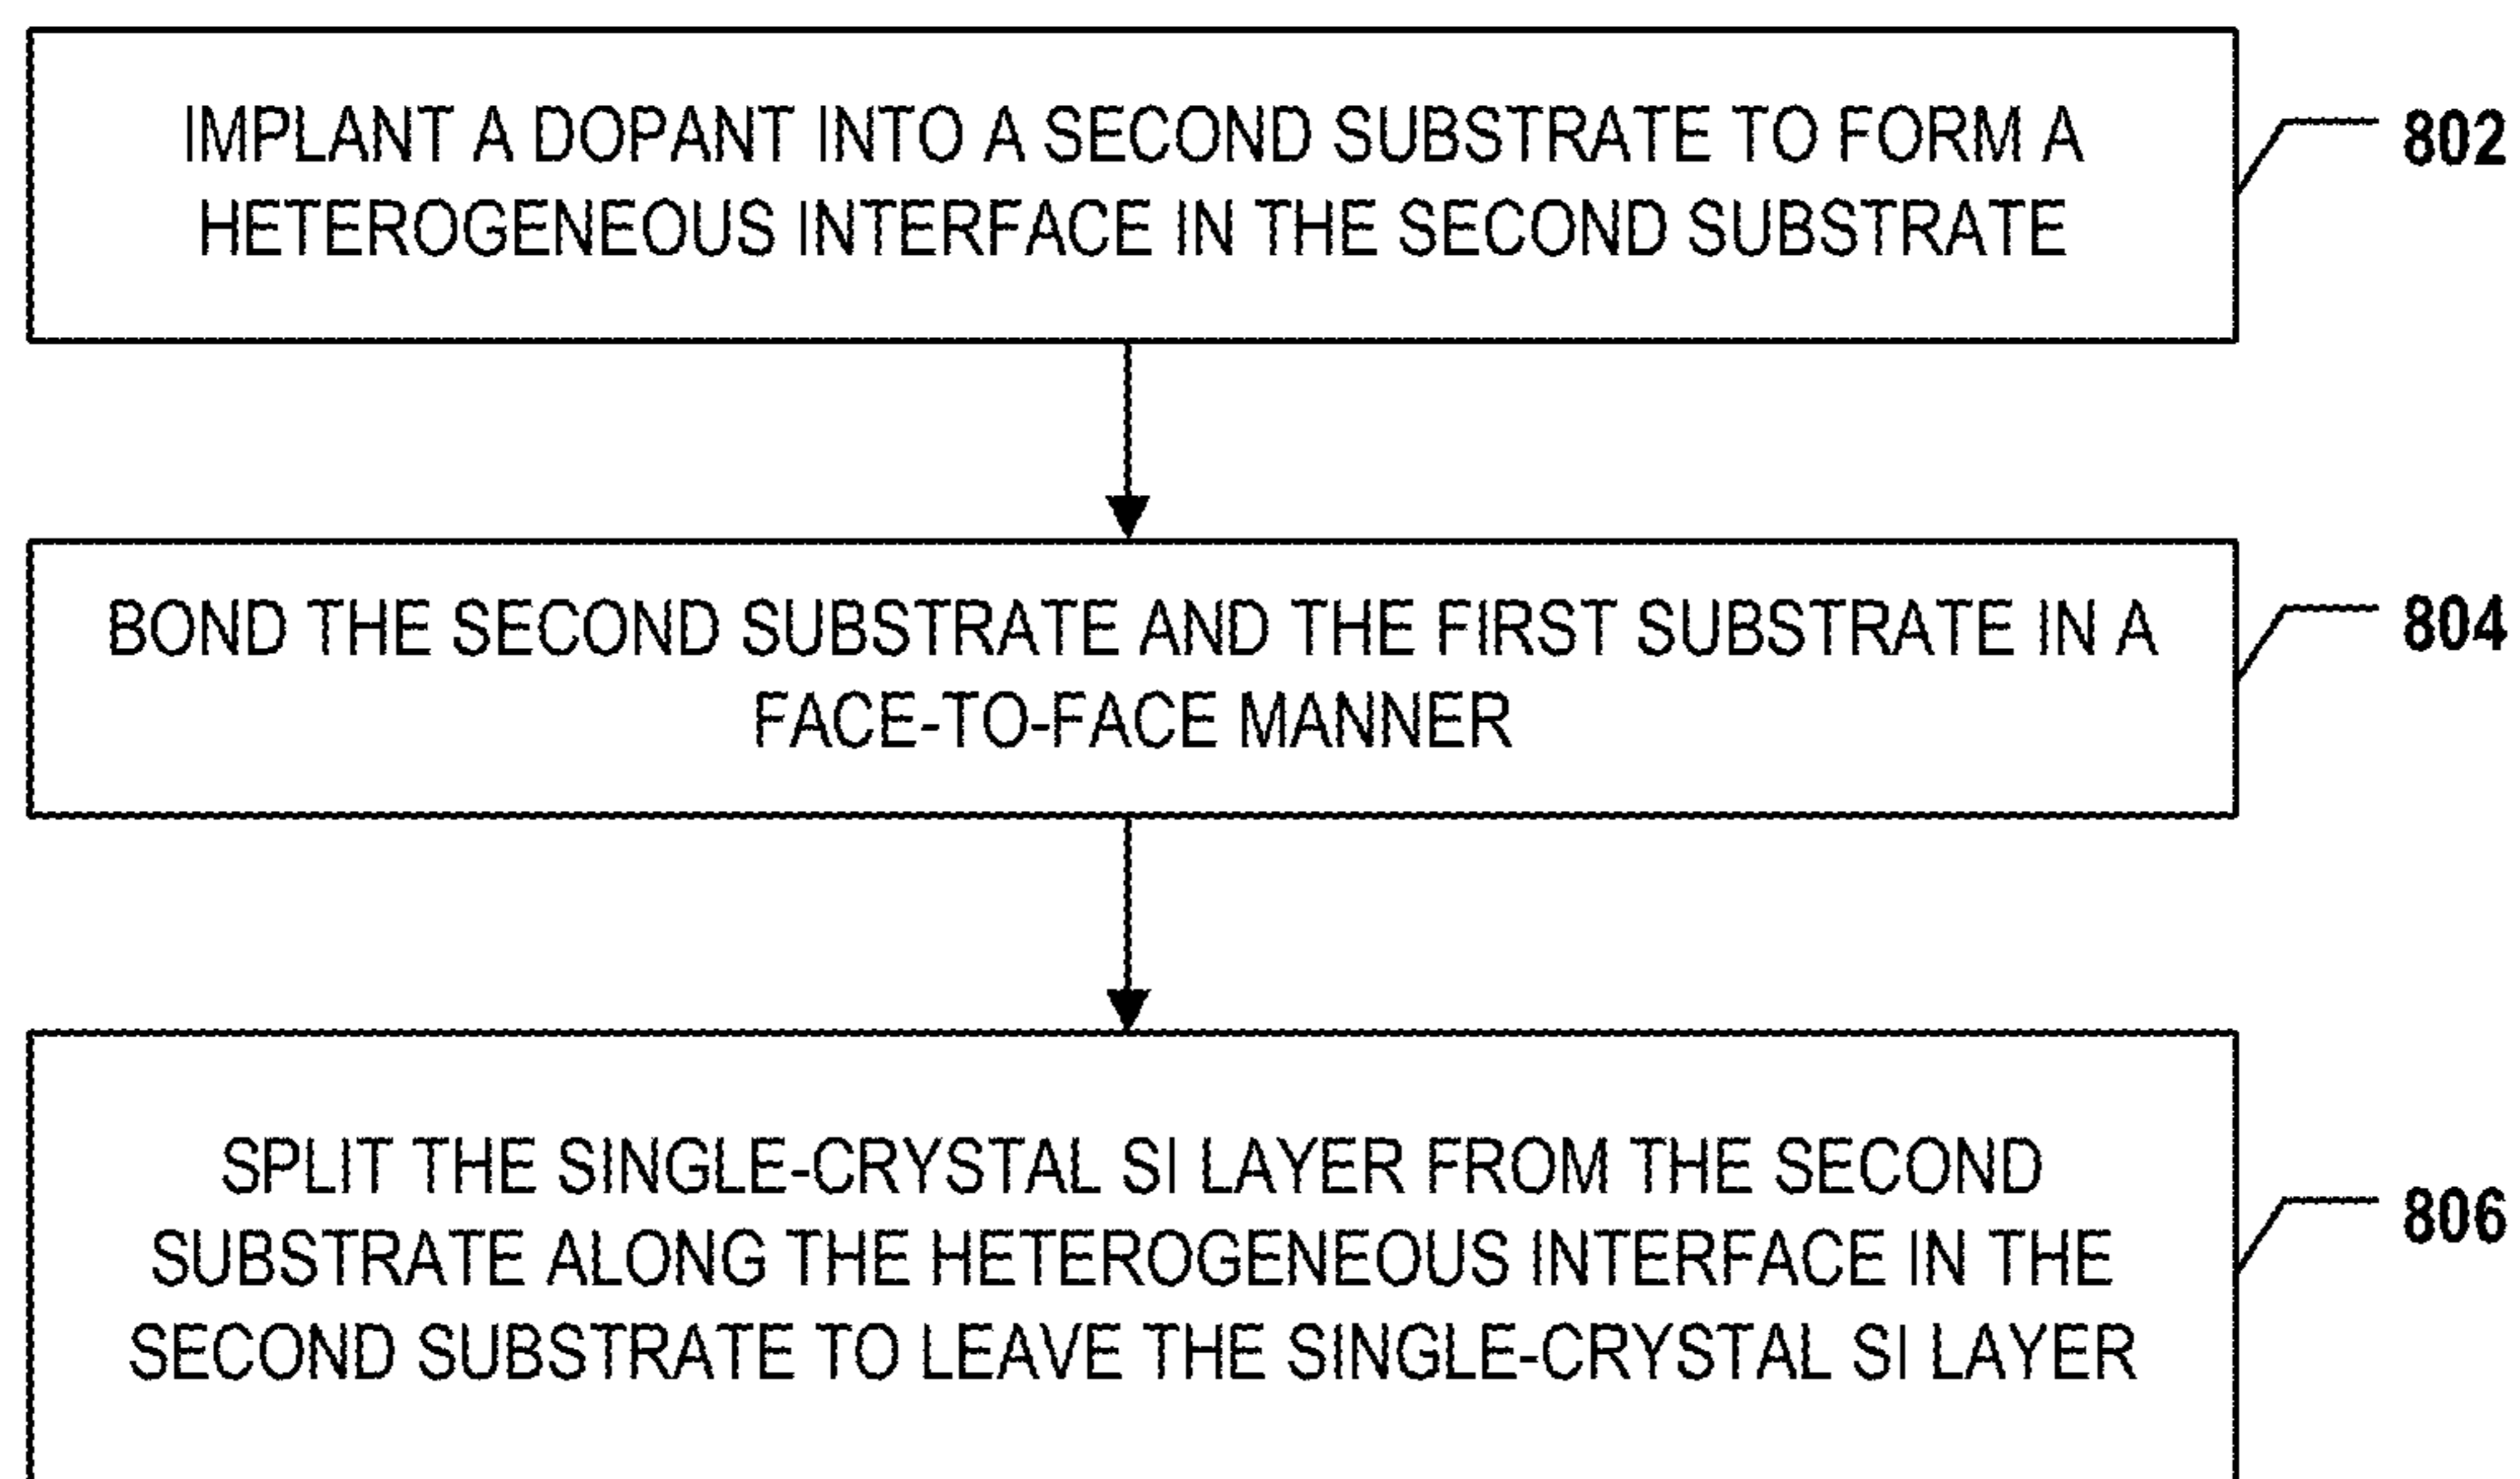 IMPLANT A DOPANT INTO A SECOND SUBSTRATE TO FORM A
HETEROGENEOUS INTERFACE IN THE SECOND SUBSTRATE
802
BOND THE SECOND SUBSTRATE AND THE FIRST SUBSTRATE IN A
FACE-TO-FACE MANNER
804
SPLIT THE SINGLE-CRYSTAL SI LAYER FROM THE SECOND
SUBSTRATE ALONG THE HETEROGENEOUS INTERFACE IN THE
SECOND SUBSTRATE TO LEAVE THE SINGLE-CRYSTAL SI LAYER
806